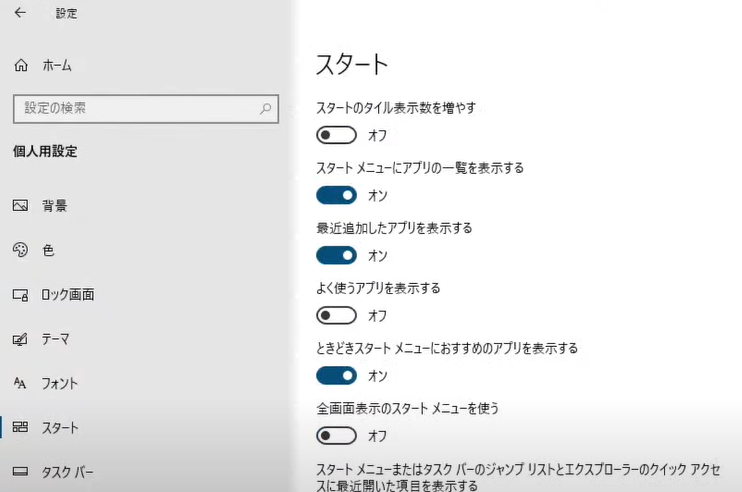 設定
ホーム
設定の検索
個人用設定
背景
色
ロック画面
テーマ
フォント
スタート
タスク バー
スタート
スタートのタイル表示数を増やす
オフ
スタート メニューにアプリの一覧を表示する
オン
最近追加したアプリを表示する
オン
よく使うアプリを表示する
オフ
ときどきスタート メニューにおすすめのアプリを表示する
オン
全画面表示のスタート メニューを使う
オフ
スタート メニューまたはタスク バーのジャンプ リストとエクスプローラーのクイック アクセ
スに最近開いた項目を表示する